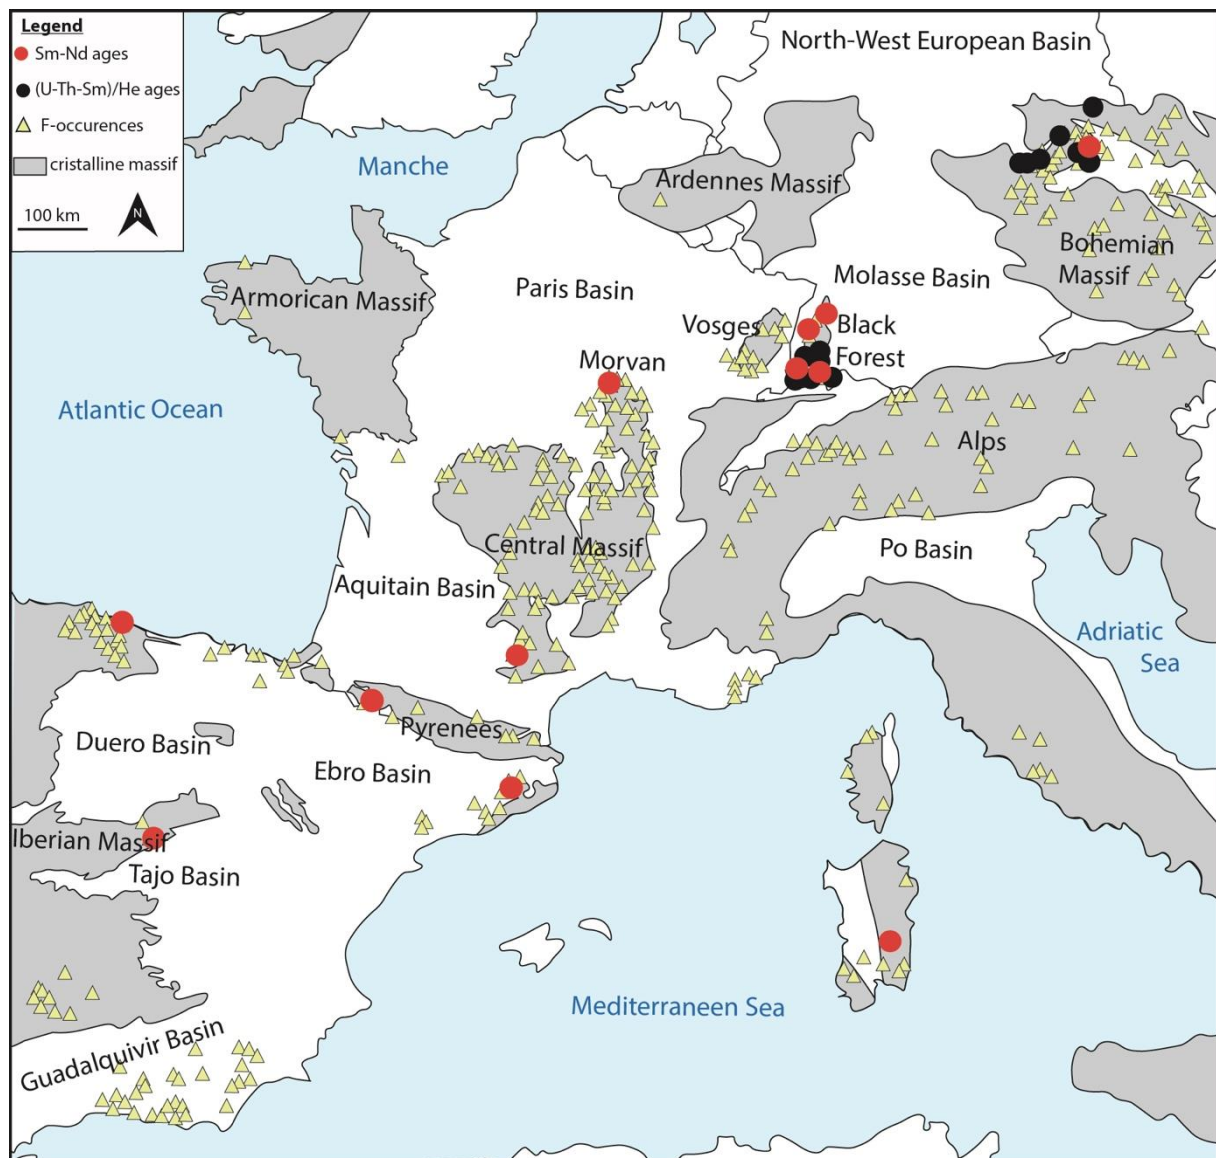 Legend
Sm-Nd ages
(U-Th-Sm)/He ages
F-occurences
cristalline massif
100 km
N
North-West European Basin
Manche
Ardennes Massif
Bohemian
Massif
Armorican Massif
Paris Basin
Molasse Basin
Vosges
Black
Forest
Morvan
Atlantic Ocean
Alps
Central Massif
Po Basin
Aquitain Basin
Adriatic
Sea
Pyrenees
Duero Basin
Ebro Basin
Iberian Massif
Tajo Basin
Mediterraneen Sea
Guadalquivir Basin